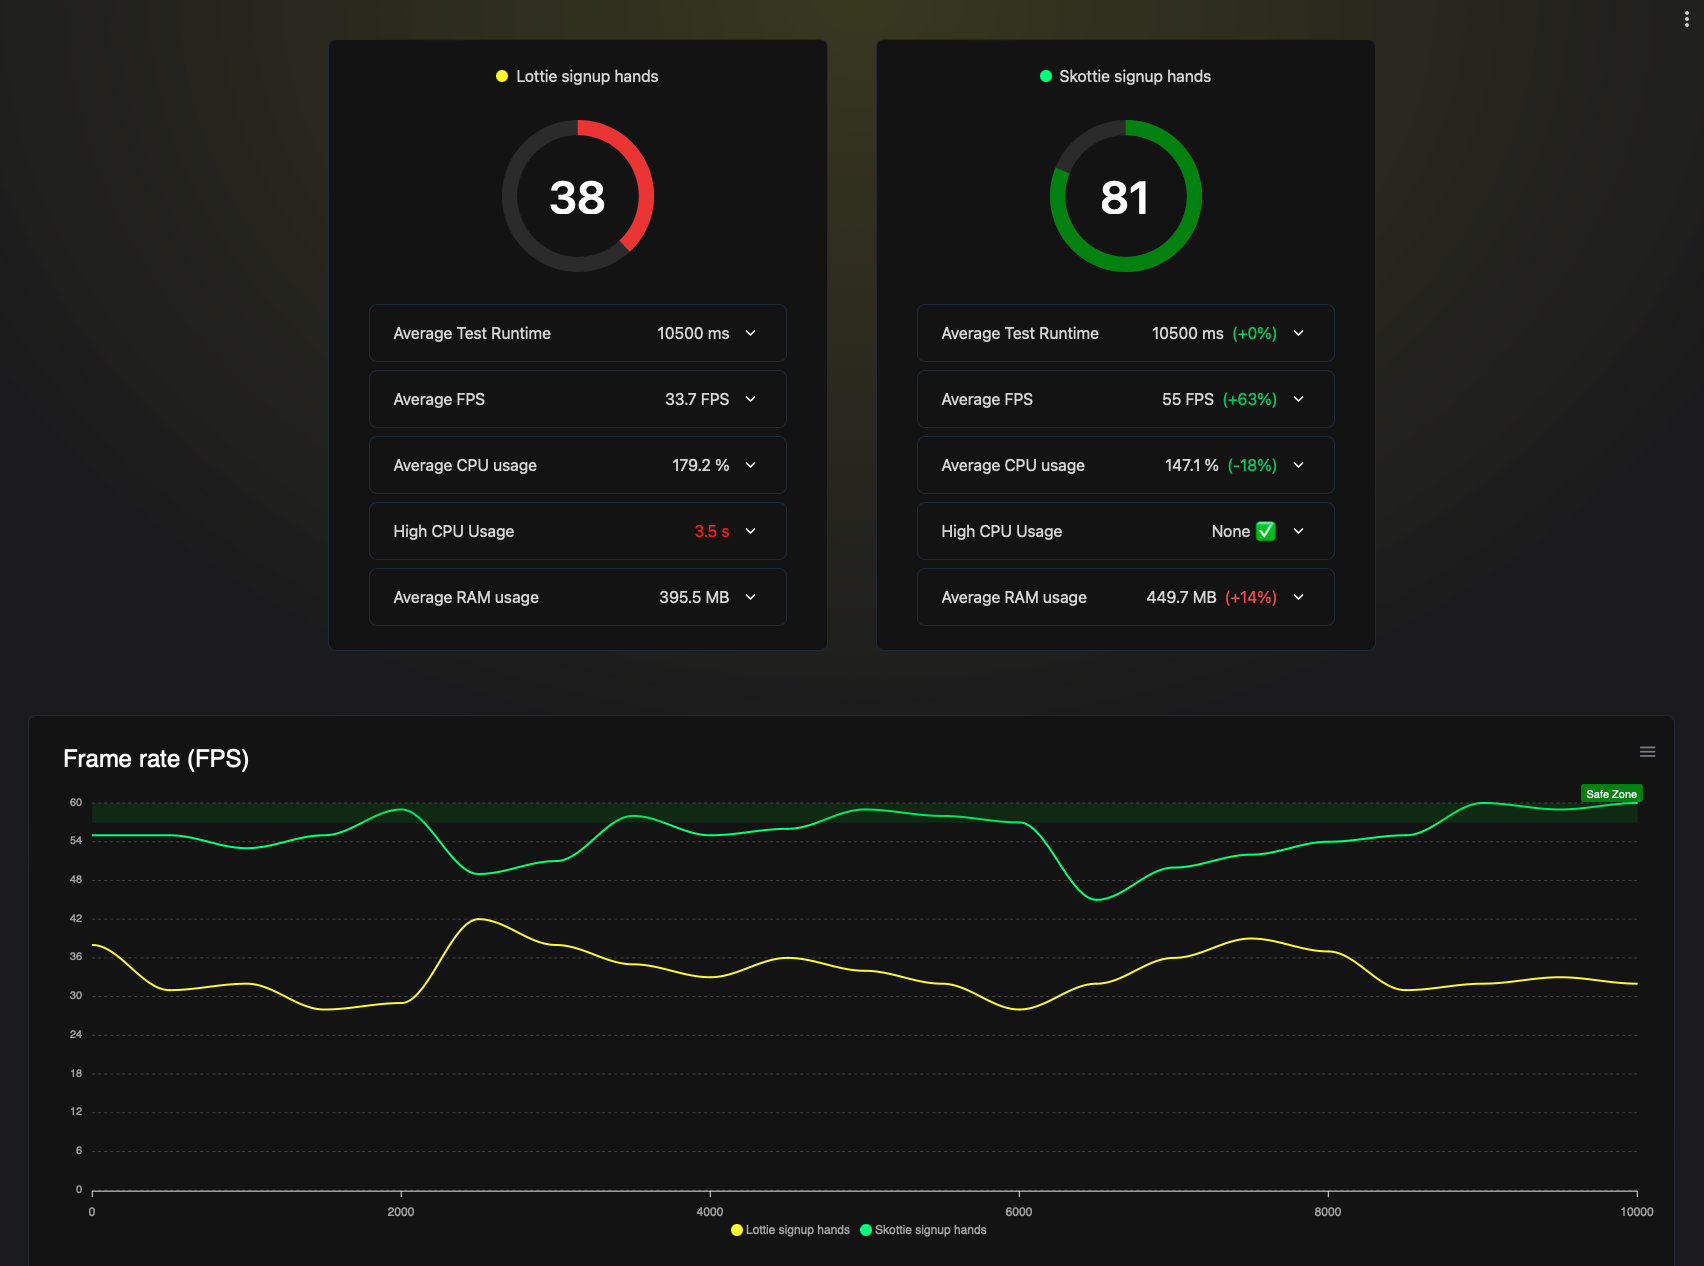 Lottie signup hands
38
Average Test Runtime 10500 ms
Average FPS 33.7 FPS
Average CPU usage 179.2 %
High CPU Usage 3.5 s
Average RAM usage 395.5 MB
Skottie signup hands
81
Average Test Runtime 10500 ms (+0%)
Average FPS 55 FPS (+63%)
Average CPU usage 147.1 % (-18%)
High CPU Usage None ✅
Average RAM usage 449.7 MB (+14%)
Frame rate (FPS)
Safe Zone
60
54
48
42
36
30
24
18
12
6
0
0 2000 4000 6000 8000 10000
Lottie signup hands Skottie signup hands